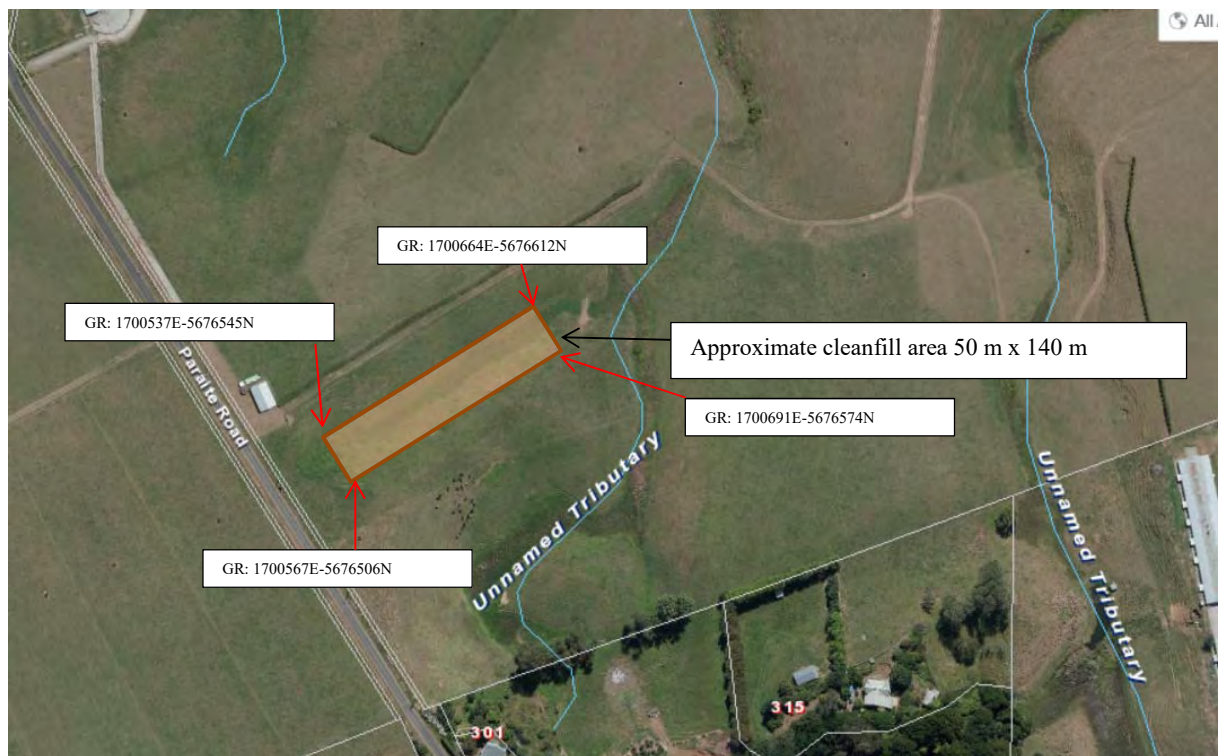 All
GR: 1700664E-5676612N
GR: 1700537E-5676545N
Approximate cleanfill area 50 m x 140 m
Paraite Road
GR: 1700691E-5676574N
Unnamed Tributary
Unnamed Tributary
GR: 1700567E-5676506N
315
301